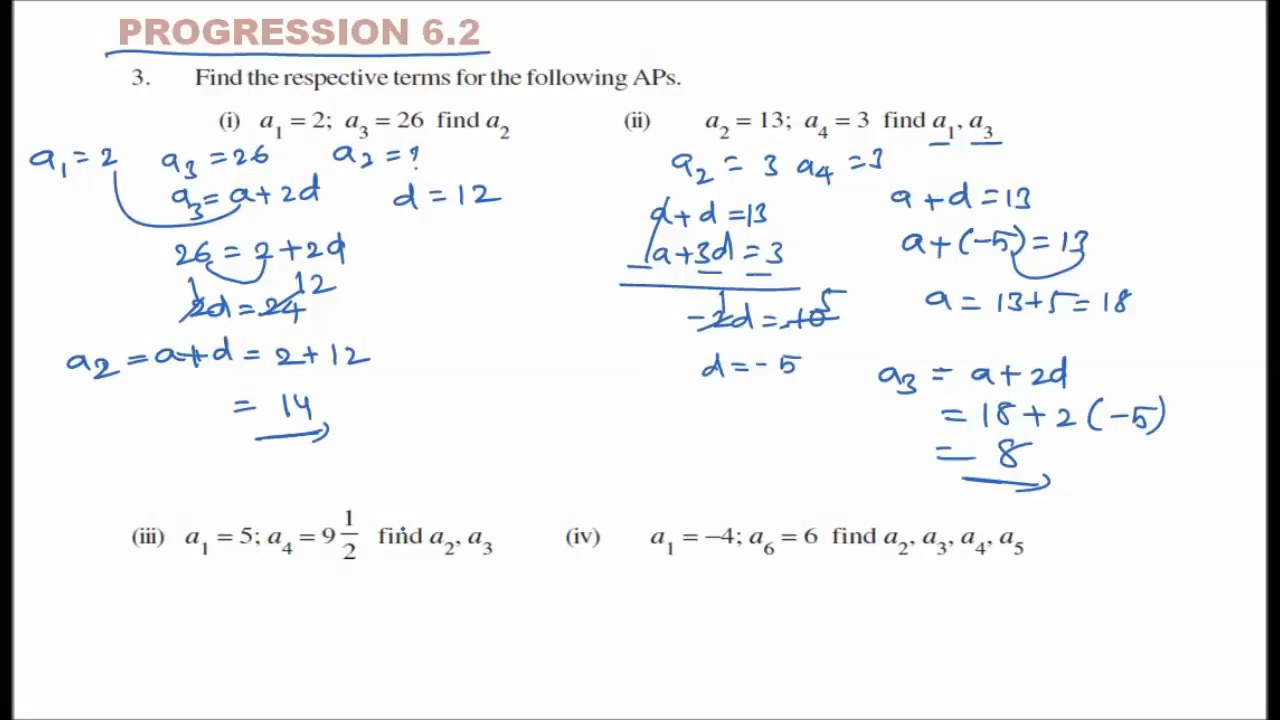 PROGRESSION 6.2
3. Find the respective terms for the following APs.
(i) a₁ = 2; a₃ = 26 find a₂
a₁ = 2 a₃ = 26 a₂ = ?
a₃ = a + 2d d = 12
26 = 2 + 2d
1 12
2d = 24
a₂ = a + d = 2 + 12
= 14
(ii) a₂ = 13; a₄ = 3 find a₁, a₃
a₂ = 3 a₄ = 3
a + d = 13
a + 3d = 3
1 5
-2d = -10
d = -5
a + d = 13
a + (-5) = 13
a = 13 + 5 = 18
a₃ = a + 2d
= 18 + 2 (-5)
= 8
(iii) a₁ = 5; a₄ = 9 1/2 find a₂, a₃
(iv) a₁ = –4; a₆ = 6 find a₂, a₃, a₄, a₅